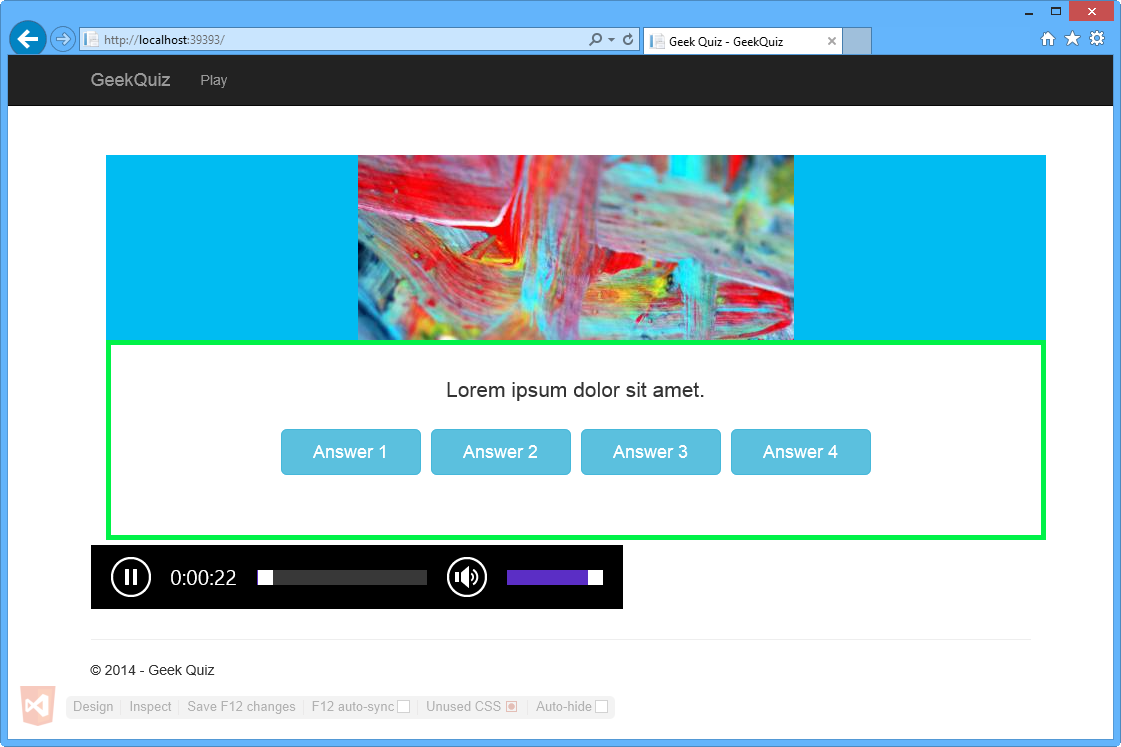 http://localhost:39393/
Geek Quiz - GeekQuiz
GeekQuiz Play
Lorem ipsum dolor sit amet.
Answer 1 Answer 2 Answer 3 Answer 4
0:00:22
© 2014 - Geek Quiz
Design Inspect Save F12 changes F12 auto-sync Unused CSS Auto-hide